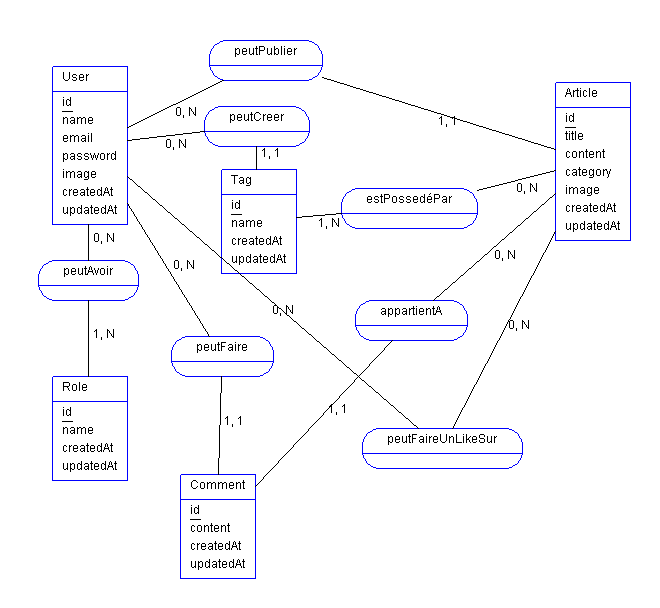 peutPublier
User
id
name
email
password
image
createdAt
updatedAt
Article
id
title
content
category
image
createdAt
updatedAt
0, N
1, 1
peutCreer
0, N
1, 1
Tag
id
name
createdAt
updatedAt
estPossedéPar
0, N
1, N
0, N
peutAvoir
1, N
0, N
0, N
appartientA
0, N
0, N
peutFaire
Role
id
name
createdAt
updatedAt
1, 1
1, 1
peutFaireUnLikeSur
Comment
id
content
createdAt
updatedAt